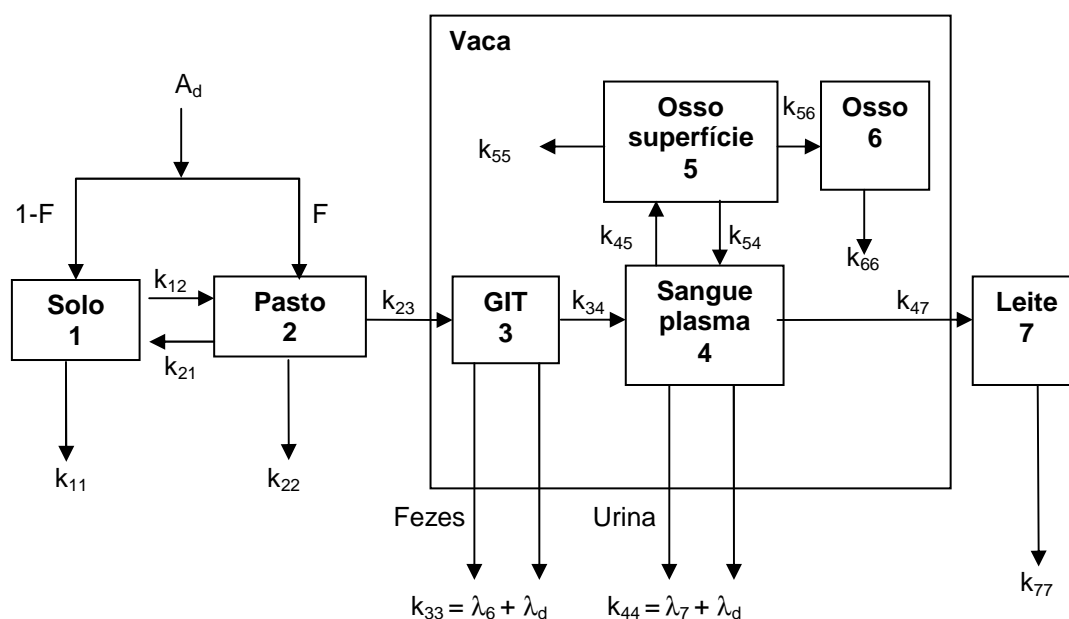 Vaca
A_d
Osso
superfície
5
k_56
Osso
6
k_55
1-F
F
k_45
k_54
k_66
Solo
1
k_12
Pasto
2
k_21
k_23
GIT
3
k_34
Sangue
plasma
4
k_47
Leite
7
k_11
k_22
Fezes
Urina
k_33 = λ_6 + λ_d
k_44 = λ_7 + λ_d
k_77